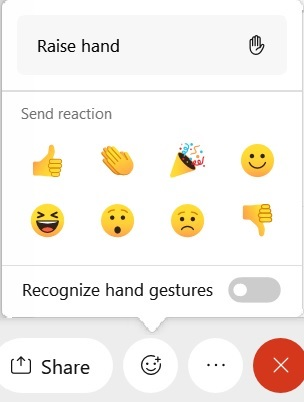 Raise hand
Send reaction
Recognize hand gestures
Share